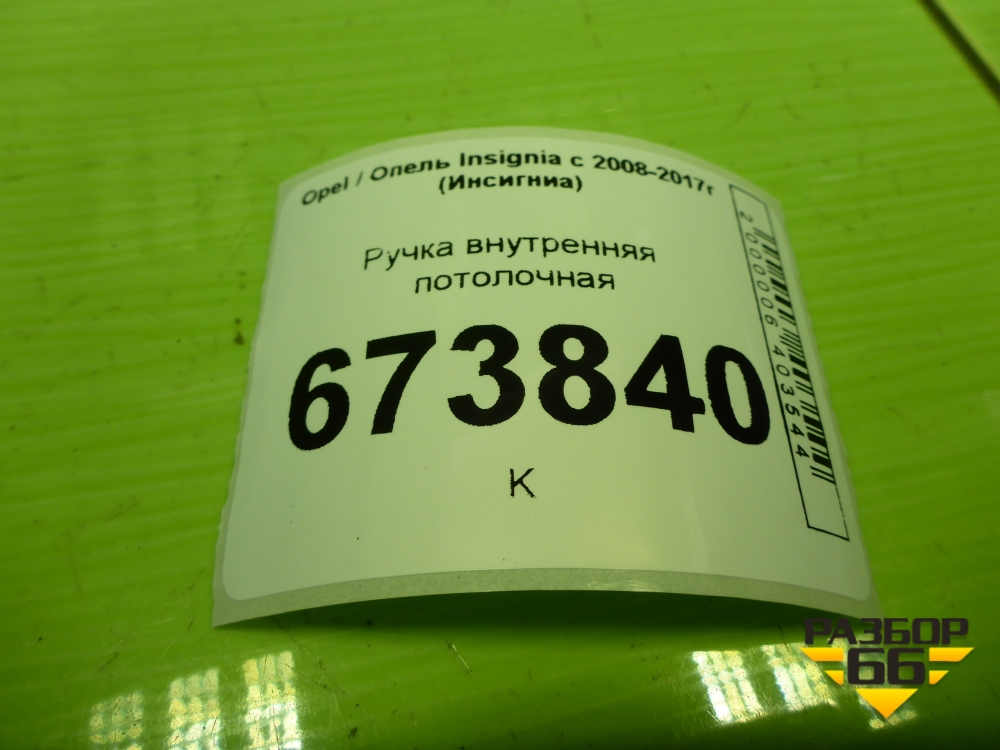 Opel / Опель Insignia с 2008-2017г
(Инсигниа)
Ручка внутренняя
потолочная
673840
К
2000006403544
РАЗБОР
66